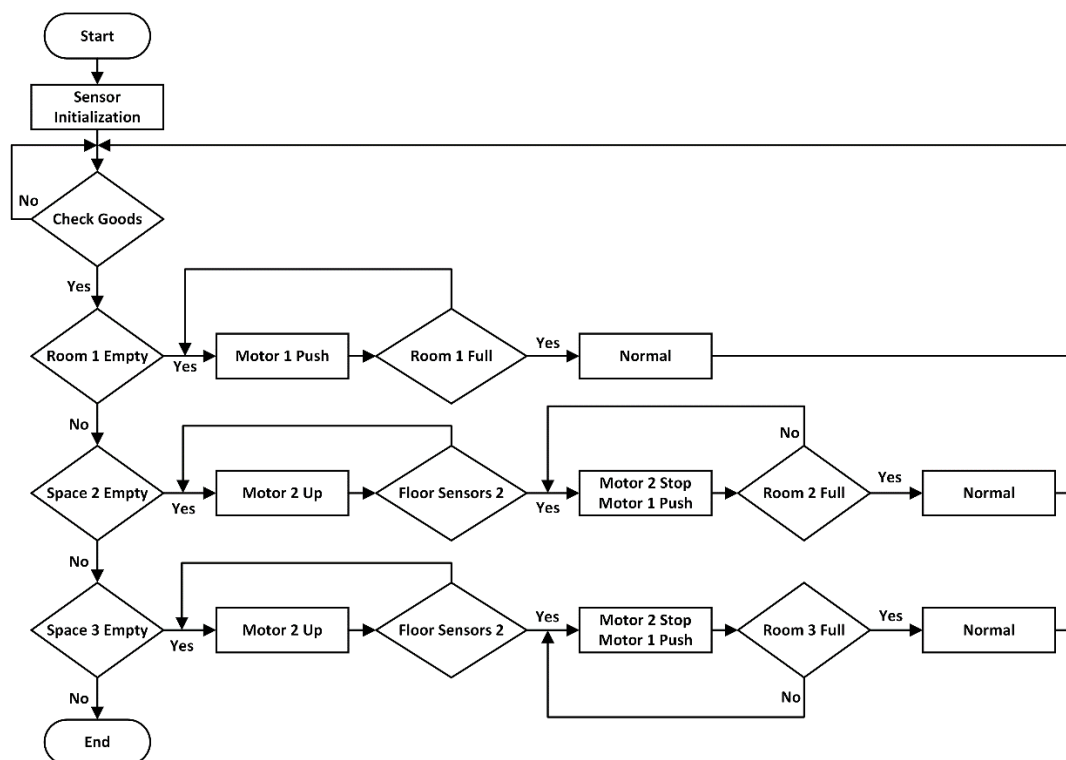 Start
Sensor
Initialization
No
Check Goods
Yes
Room 1 Empty
Yes
Motor 1 Push
Room 1 Full
Yes
Normal
No
Space 2 Empty
Yes
Motor 2 Up
Floor Sensors 2
Yes
Motor 2 Stop
Motor 1 Push
No
Room 2 Full
Yes
Normal
No
Space 3 Empty
Yes
Motor 2 Up
Floor Sensors 2
Yes
Motor 2 Stop
Motor 1 Push
Room 3 Full
No
Yes
Normal
No
End